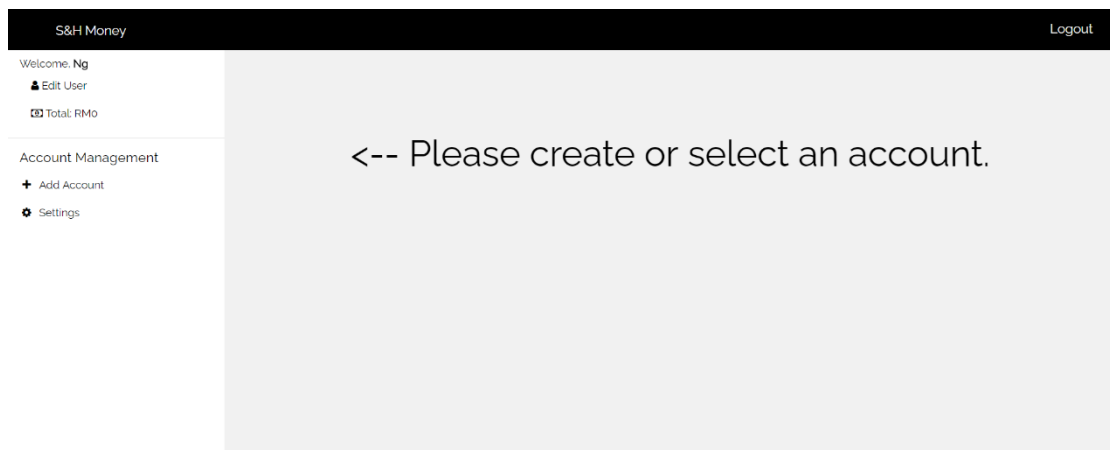 S&H Money
Logout
Welcome, Ng
Edit User
Total: RM0
Account Management
Add Account
Settings
<-- Please create or select an account.